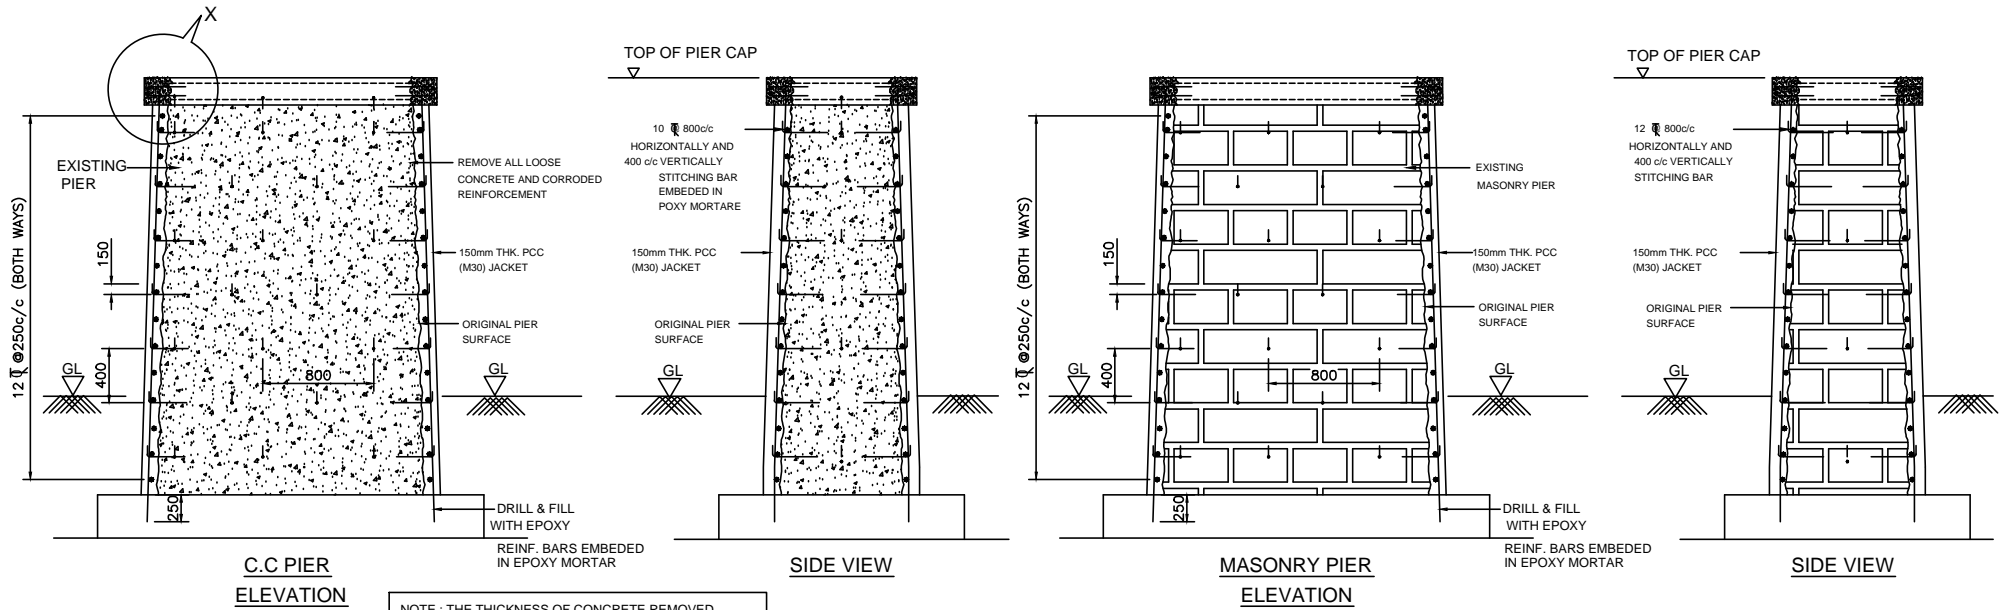 X
EXISTING
PIER
12 @250c/c (BOTH WAYS)
150
400
GL
800
250
REMOVE ALL LOOSE
CONCRETE AND CORRODED
REINFORCEMENT
150mm THK. PCC
(M30) JACKET
ORIGINAL PIER
SURFACE
GL
DRILL & FILL
WITH EPOXY
REINF. BARS EMBEDED
IN EPOXY MORTAR
C.C PIER
ELEVATION
NOTE : THE THICKNESS OF CONCRETE REMOVED
TOP OF PIER CAP
10 @ 800c/c
HORIZONTALLY AND
400 c/c VERTICALLY
STITCHING BAR
EMBEDED IN
POXY MORTARE
150mm THK. PCC
(M30) JACKET
ORIGINAL PIER
SURFACE
GL
SIDE VIEW
12 @250c/c (BOTH WAYS)
150
400
GL
800
250
EXISTING
MASONRY PIER
150mm THK. PCC
(M30) JACKET
ORIGINAL PIER
SURFACE
GL
DRILL & FILL
WITH EPOXY
REINF. BARS EMBEDED
IN EPOXY MORTAR
MASONRY PIER
ELEVATION
TOP OF PIER CAP
12 @ 800c/c
HORIZONTALLY AND
400 c/c VERTICALLY
STITCHING BAR
150mm THK. PCC
(M30) JACKET
ORIGINAL PIER
SURFACE
GL
SIDE VIEW